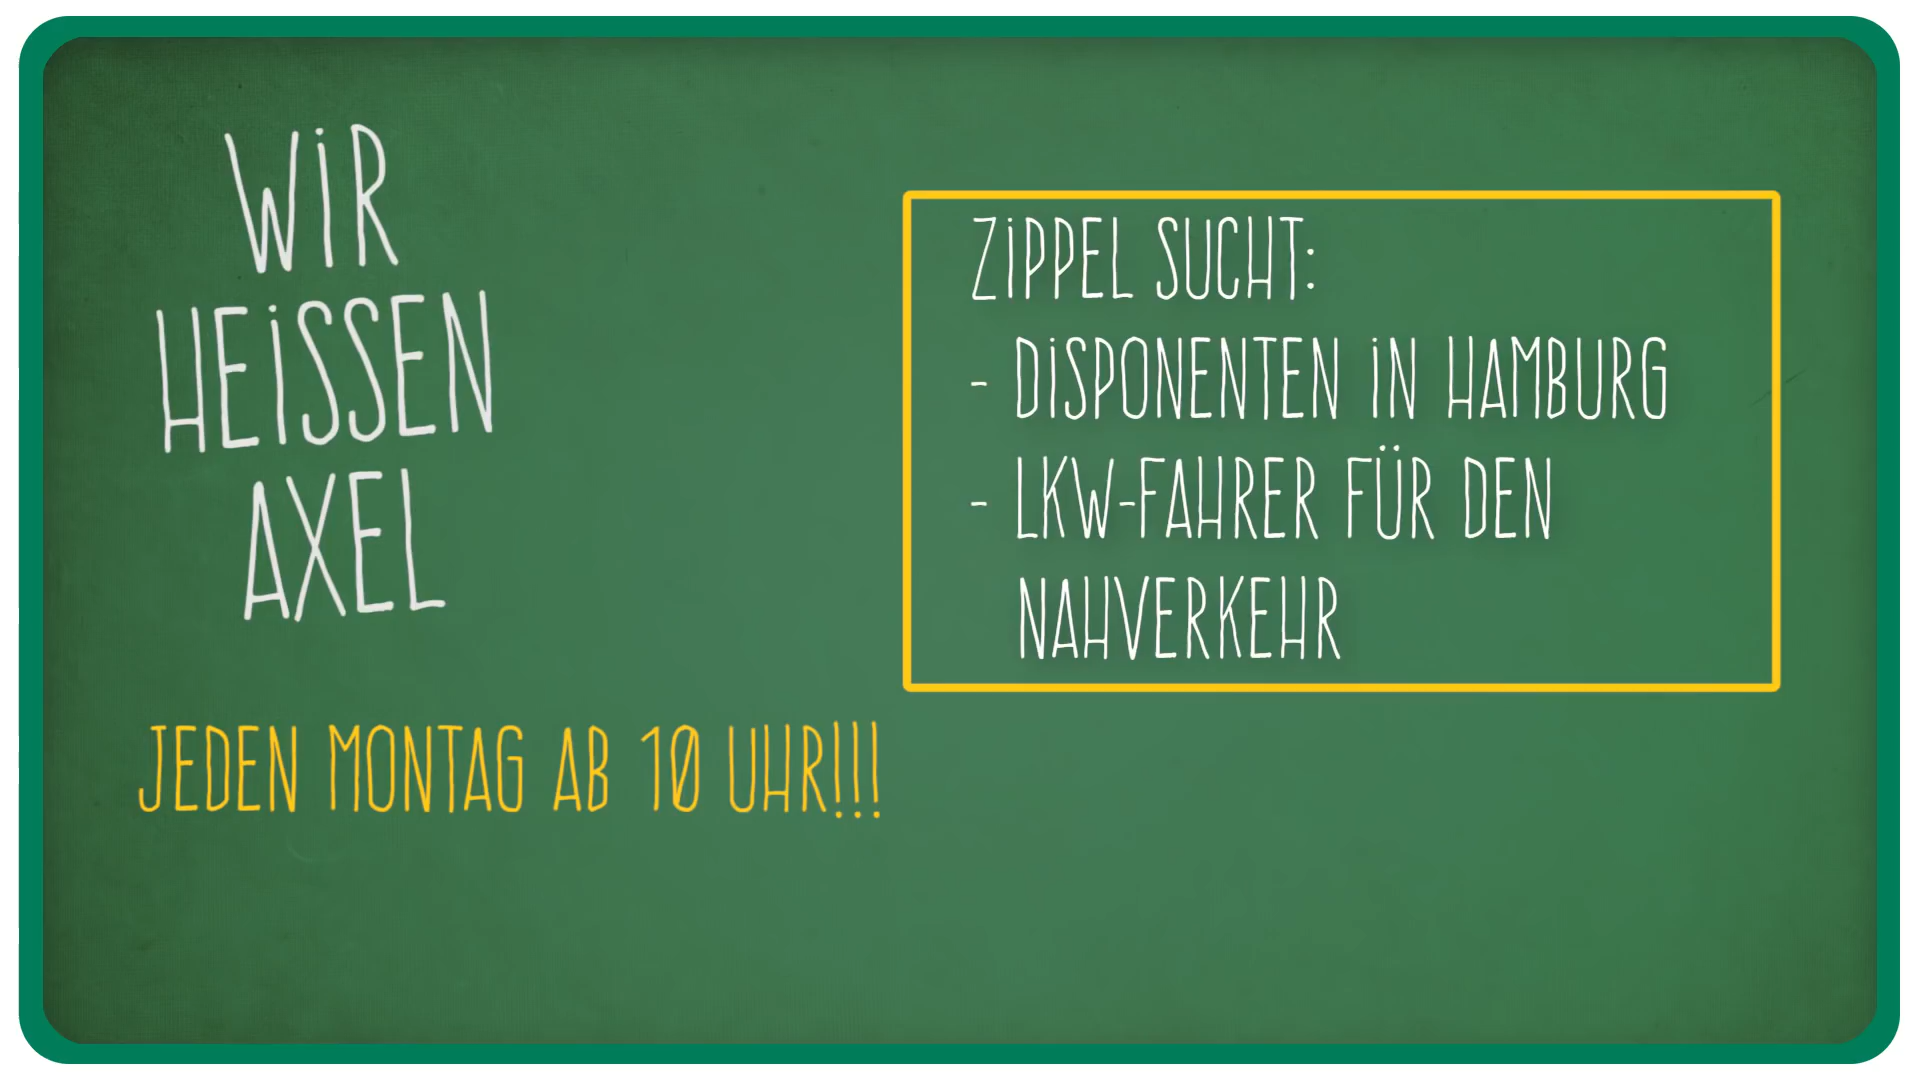 WiR
HEiSSEN
AXEL
JEDEN MONTAG AB 10 UHR!!!
ZiPPEL SUCHT:
- DiSPONENTEN iN HAMBURG
- LKW-FAHRER FÜR DEN
NAHVERKEHR